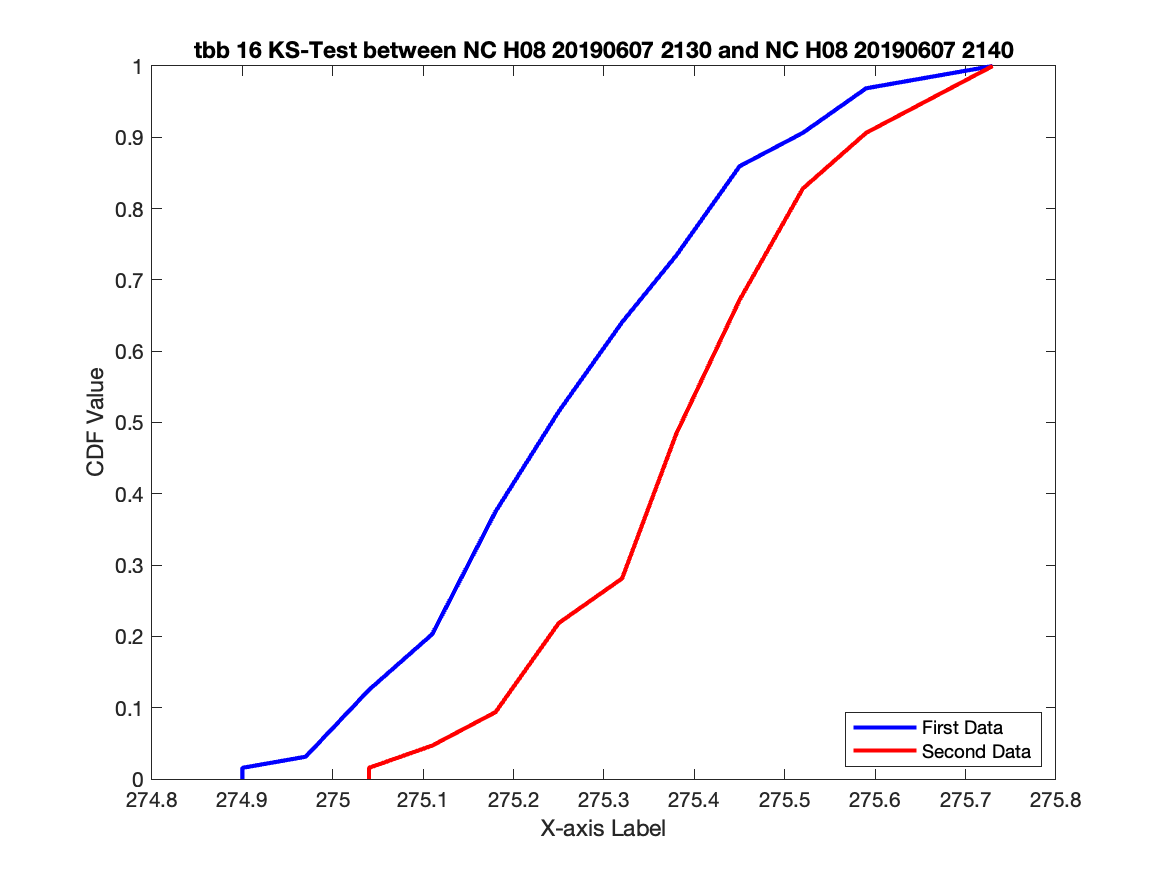 tbb 16 KS-Test between NC H08 20190607 2130 and NC H08 20190607 2140
1
0.9
0.8
0.7
0.6
0.5
0.4
0.3
0.2
0.1
0
CDF Value
First Data
Second Data
274.8 274.9 275 275.1 275.2 275.3 275.4 275.5 275.6 275.7 275.8
X-axis Label